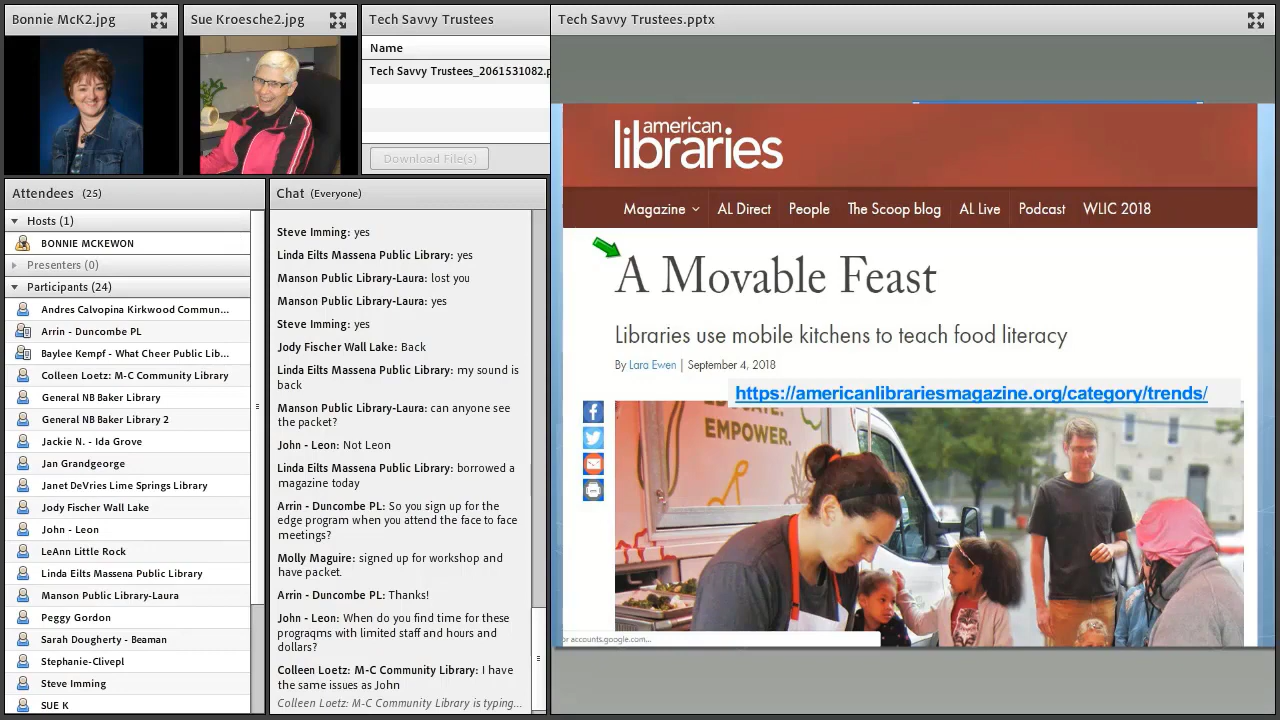 Bonnie McK2.jpg
Sue Kroesche2.jpg
Tech Savvy Trustees
Name
Tech Savvy Trustees_2061531082.p
Download File(s)
Attendees (25)
Hosts (1)
BONNIE MCKEWON
Presenters (0)
Participants (24)
Andres Calvopina Kirkwood Commun...
Arrin - Duncombe PL
Baylee Kempf - What Cheer Public Lib...
Colleen Loetz: M-C Community Library
General NB Baker Library
General NB Baker Library 2
Jackie N. - Ida Grove
Jan Grandgeorge
Janet DeVries Lime Springs Library
Jody Fischer Wall Lake
John - Leon
LeAnn Little Rock
Linda Eilts Massena Public Library
Manson Public Library-Laura
Peggy Gordon
Sarah Dougherty - Beaman
Stephanie-Clivepl
Steve Imming
SUE K
Chat (Everyone)
Steve Imming: yes
Linda Eilts Massena Public Library: yes
Manson Public Library-Laura: lost you
Manson Public Library-Laura: yes
Steve Imming: yes
Jody Fischer Wall Lake: Back
Linda Eilts Massena Public Library: my sound is
back
Manson Public Library-Laura: can anyone see
the packet?
John - Leon: Not Leon
Linda Eilts Massena Public Library: borrowed a
magazine today
Arrin - Duncombe PL: So you sign up for the
edge program when you attend the face to face
meetings?
Molly Maguire: signed up for workshop and
have packet.
Arrin - Duncombe PL: Thanks!
John - Leon: When do you find time for these
prograqms with limited staff and hours and
dollars?
Colleen Loetz: M-C Community Library: I have
the same issues as John
Colleen Loetz: M-C Community Library is typing...
Tech Savvy Trustees.pptx
american
libraries
Magazine AL Direct People The Scoop blog AL Live Podcast WLIC 2018
A Movable Feast
Libraries use mobile kitchens to teach food literacy
By Lara Ewen | September 4, 2018
https://americanlibrariesmagazine.org/category/trends/
EMPOWER.
or accounts.google.com...